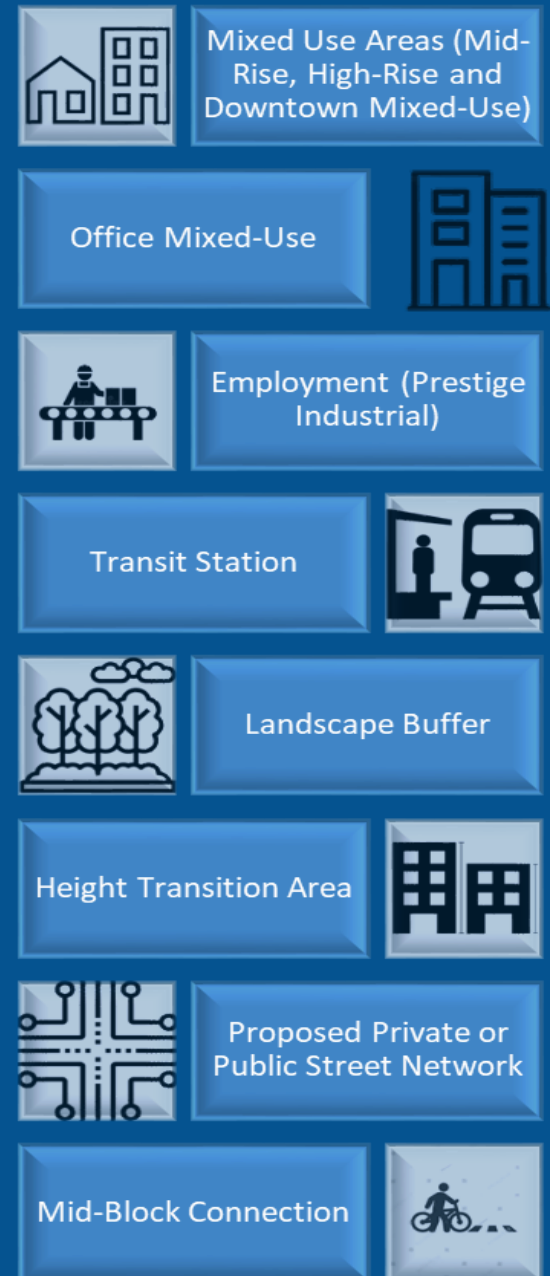 Mixed Use Areas (Mid-
Rise, High-Rise and
Downtown Mixed-Use)
Office Mixed-Use
Employment (Prestige
Industrial)
Transit Station
Landscape Buffer
Height Transition Area
Proposed Private or
Public Street Network
Mid-Block Connection